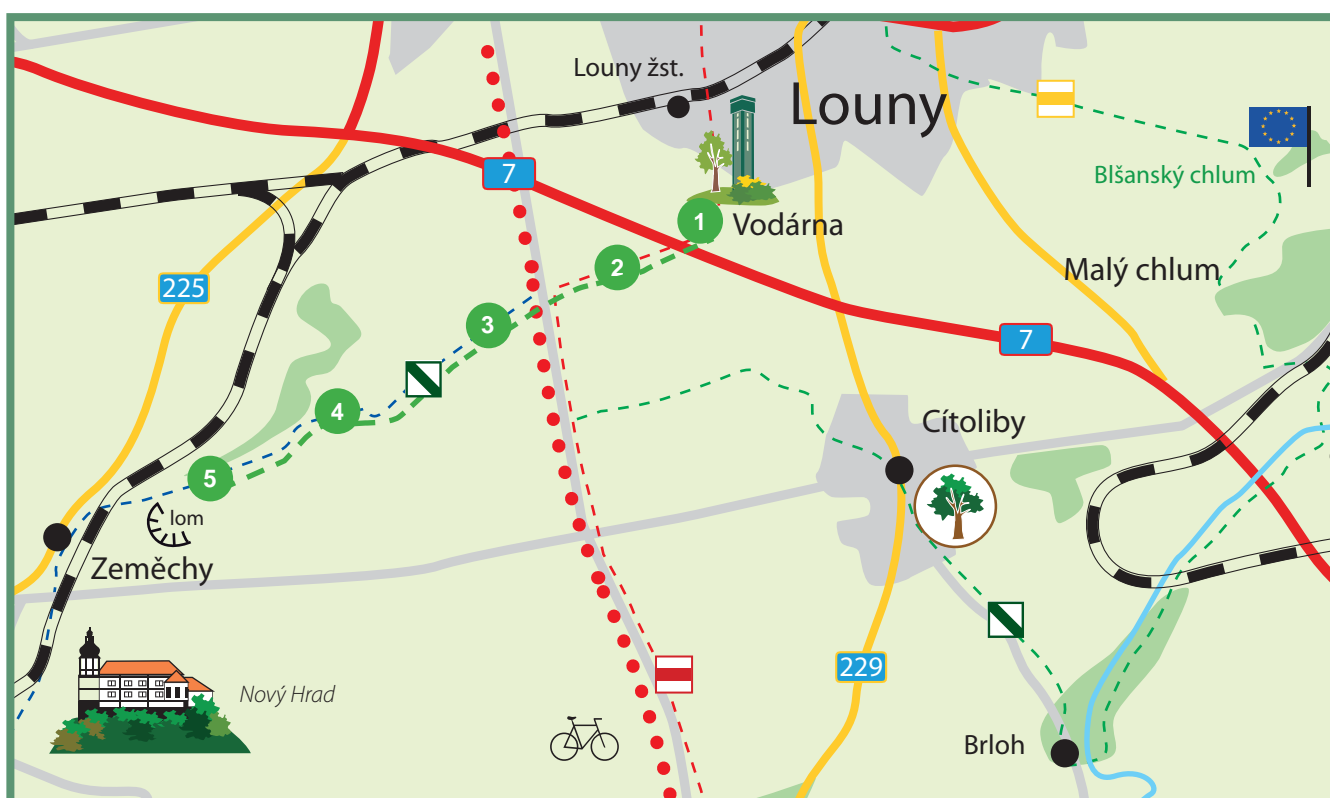 Louny žst.
Louny
7
Blšanský chlum
1
Vodárna
2
Malý chlum
225
3
7
4
Cítoliby
5
lom
Zeměchy
229
Nový Hrad
Brloh